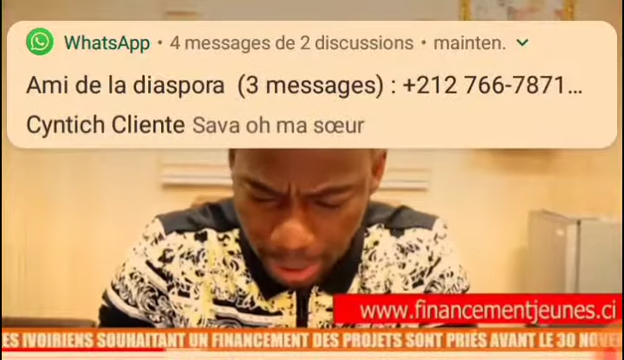 WhatsApp • 4 messages de 2 discussions • mainten.
Ami de la diaspora (3 messages) : +212 766-7871...
Cyntich Cliente Sava oh ma sœur
www.financementjeunes.ci
ES IVOIRIENS SOUHAITANT UN FINANCEMENT DES PROJETS SONT PRIÉS AVANT LE 30 NOVE